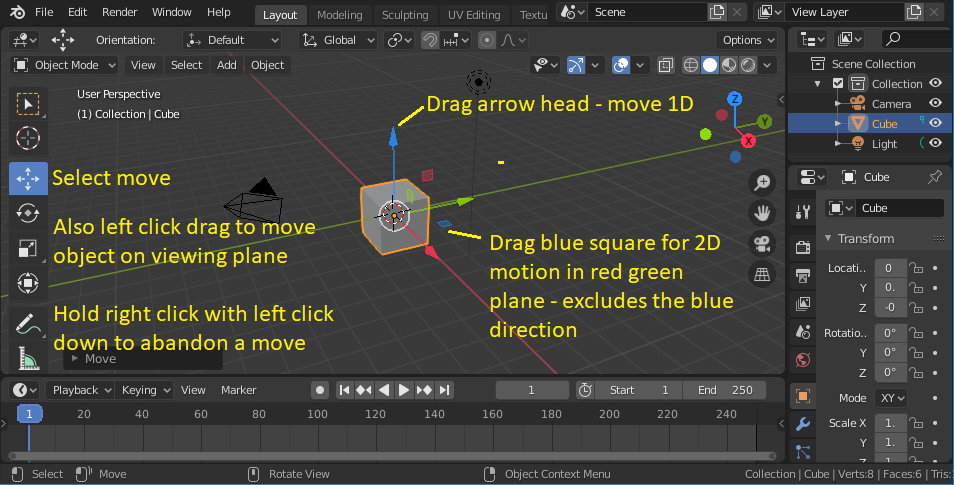 File Edit Render Window Help Layout Modeling Sculpting UV Editing Textu Scene View Layer
Orientation: Default Global Options
Object Mode View Select Add Object
User Perspective
(1) Collection | Cube
Drag arrow head - move 1D
Select move
Also left click drag to move
object on viewing plane
Hold right click with left click
down to abandon a move
Move
Drag blue square for 2D
motion in red green
plane - excludes the blue
direction
Z
Y
X
Scene Collection
Collection
Camera
Cube
Light
Cube
Cube
Transform
Locati.. 0
Y 0.
Z -0
Rotatio.. 0°
Y 0°
Z 0°
Mode XY
Scale X 1.
Y 1.
Z 1.
Playback Keying View Marker 1 Start 1 End 250
1 20 40 60 80 100 120 140 160 180 200 220 240
Select Move Rotate View Object Context Menu Collection | Cube | Verts:8 | Faces:6 | Tris: